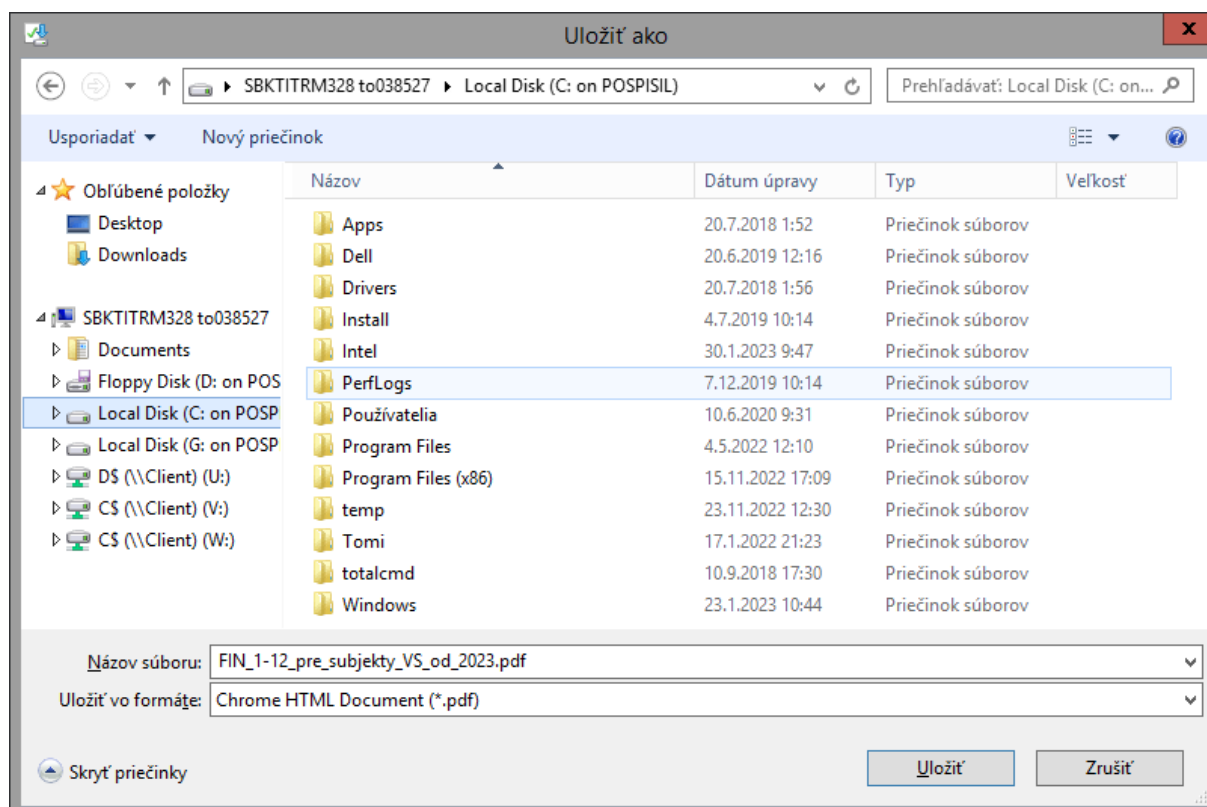 Uložiť ako
x
SBKTITRM328 to038527 Local Disk (C: on POSPISIL)
Prehľadávať: Local Disk (C: on...
Usporiadať
Nový priečinok
Názov Dátum úpravy Typ Veľkosť
Obľúbené položky
Desktop
Downloads
SBKTITRM328 to038527
Documents
Floppy Disk (D: on POS
Local Disk (C: on POSP
Local Disk (G: on POSP
D$ (\\Client) (U:)
C$ (\\Client) (V:)
C$ (\\Client) (W:)
Apps 20.7.2018 1:52 Priečinok súborov
Dell 20.6.2019 12:16 Priečinok súborov
Drivers 20.7.2018 1:56 Priečinok súborov
Install 4.7.2019 10:14 Priečinok súborov
Intel 30.1.2023 9:47 Priečinok súborov
PerfLogs 7.12.2019 10:14 Priečinok súborov
Používatelia 10.6.2020 9:31 Priečinok súborov
Program Files 4.5.2022 12:10 Priečinok súborov
Program Files (x86) 15.11.2022 17:09 Priečinok súborov
temp 23.11.2022 12:30 Priečinok súborov
Tomi 17.1.2022 21:23 Priečinok súborov
totalcmd 10.9.2018 17:30 Priečinok súborov
Windows 23.1.2023 10:44 Priečinok súborov
Názov súboru: FIN_1-12_pre_subjekty_VS_od_2023.pdf
Uložiť vo formáte: Chrome HTML Document (*.pdf)
Skryť priečinky
Uložiť
Zrušiť